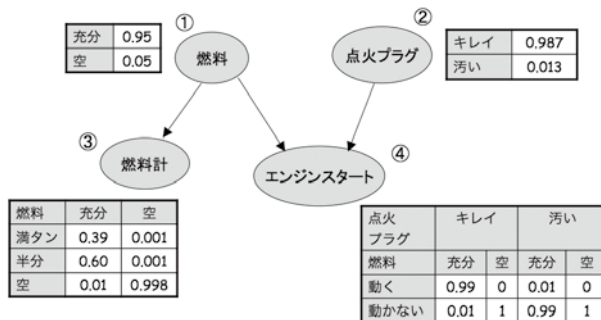 ①
充分 0.95
空 0.05
燃料
②
点火プラグ
キレイ 0.987
汚い 0.013
③
燃料計
④
エンジンスタート
燃料 充分 空
満タン 0.39 0.001
半分 0.60 0.001
空 0.01 0.998
点火
プラグ
キレイ 汚い
燃料 充分 空 充分 空
動く 0.99 0 0.01 0
動かない 0.01 1 0.99 1